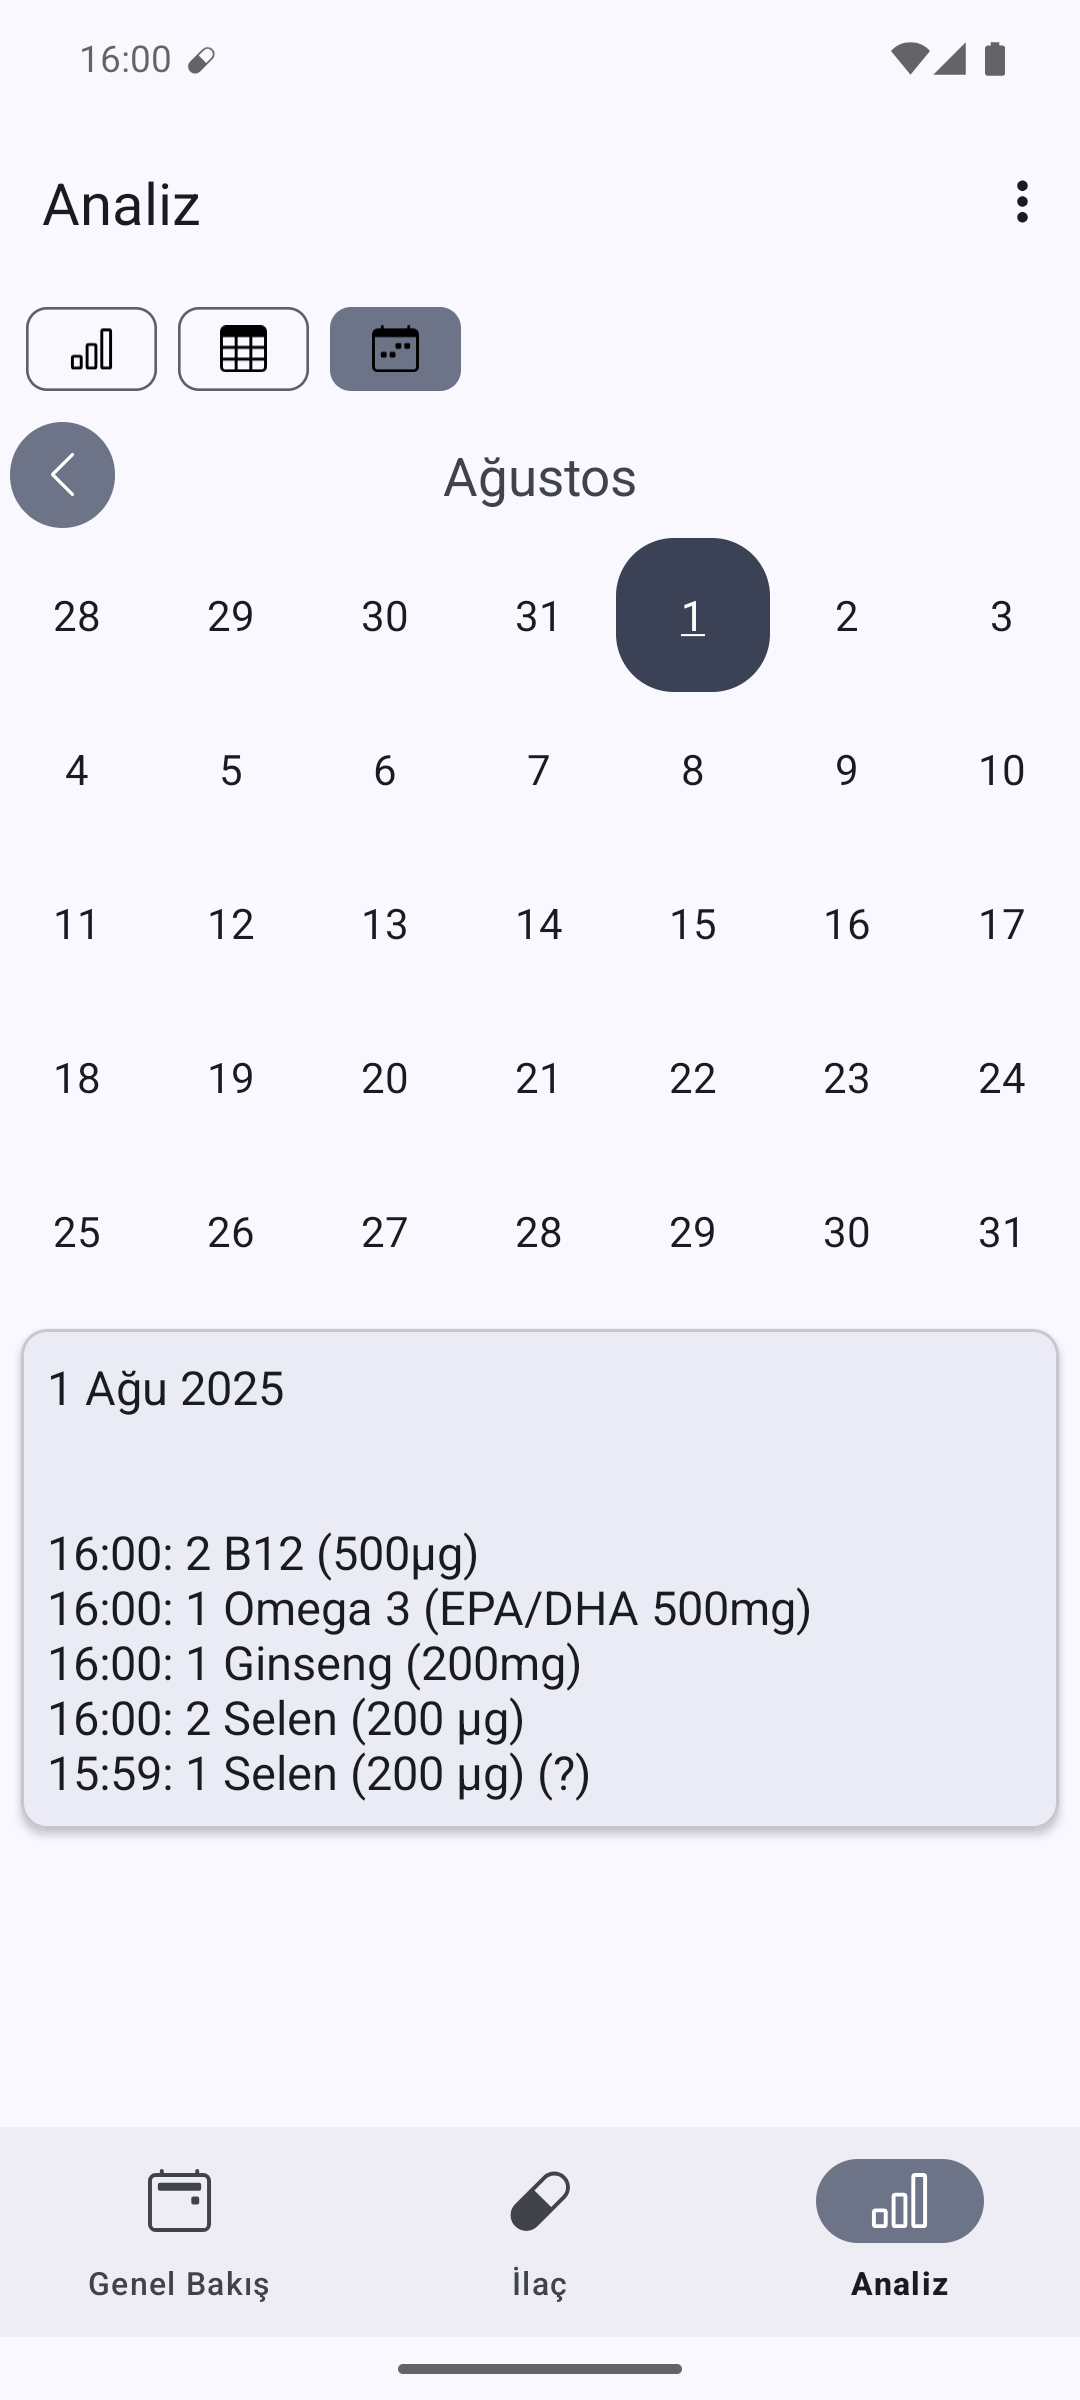 16:00
Analiz
Ağustos
28 29 30 31 1 2 3
4 5 6 7 8 9 10
11 12 13 14 15 16 17
18 19 20 21 22 23 24
25 26 27 28 29 30 31
1 Ağu 2025
16:00: 2 B12 (500µg)
16:00: 1 Omega 3 (EPA/DHA 500mg)
16:00: 1 Ginseng (200mg)
16:00: 2 Selen (200 µg)
15:59: 1 Selen (200 µg) (?)
Genel Bakış İlaç Analiz